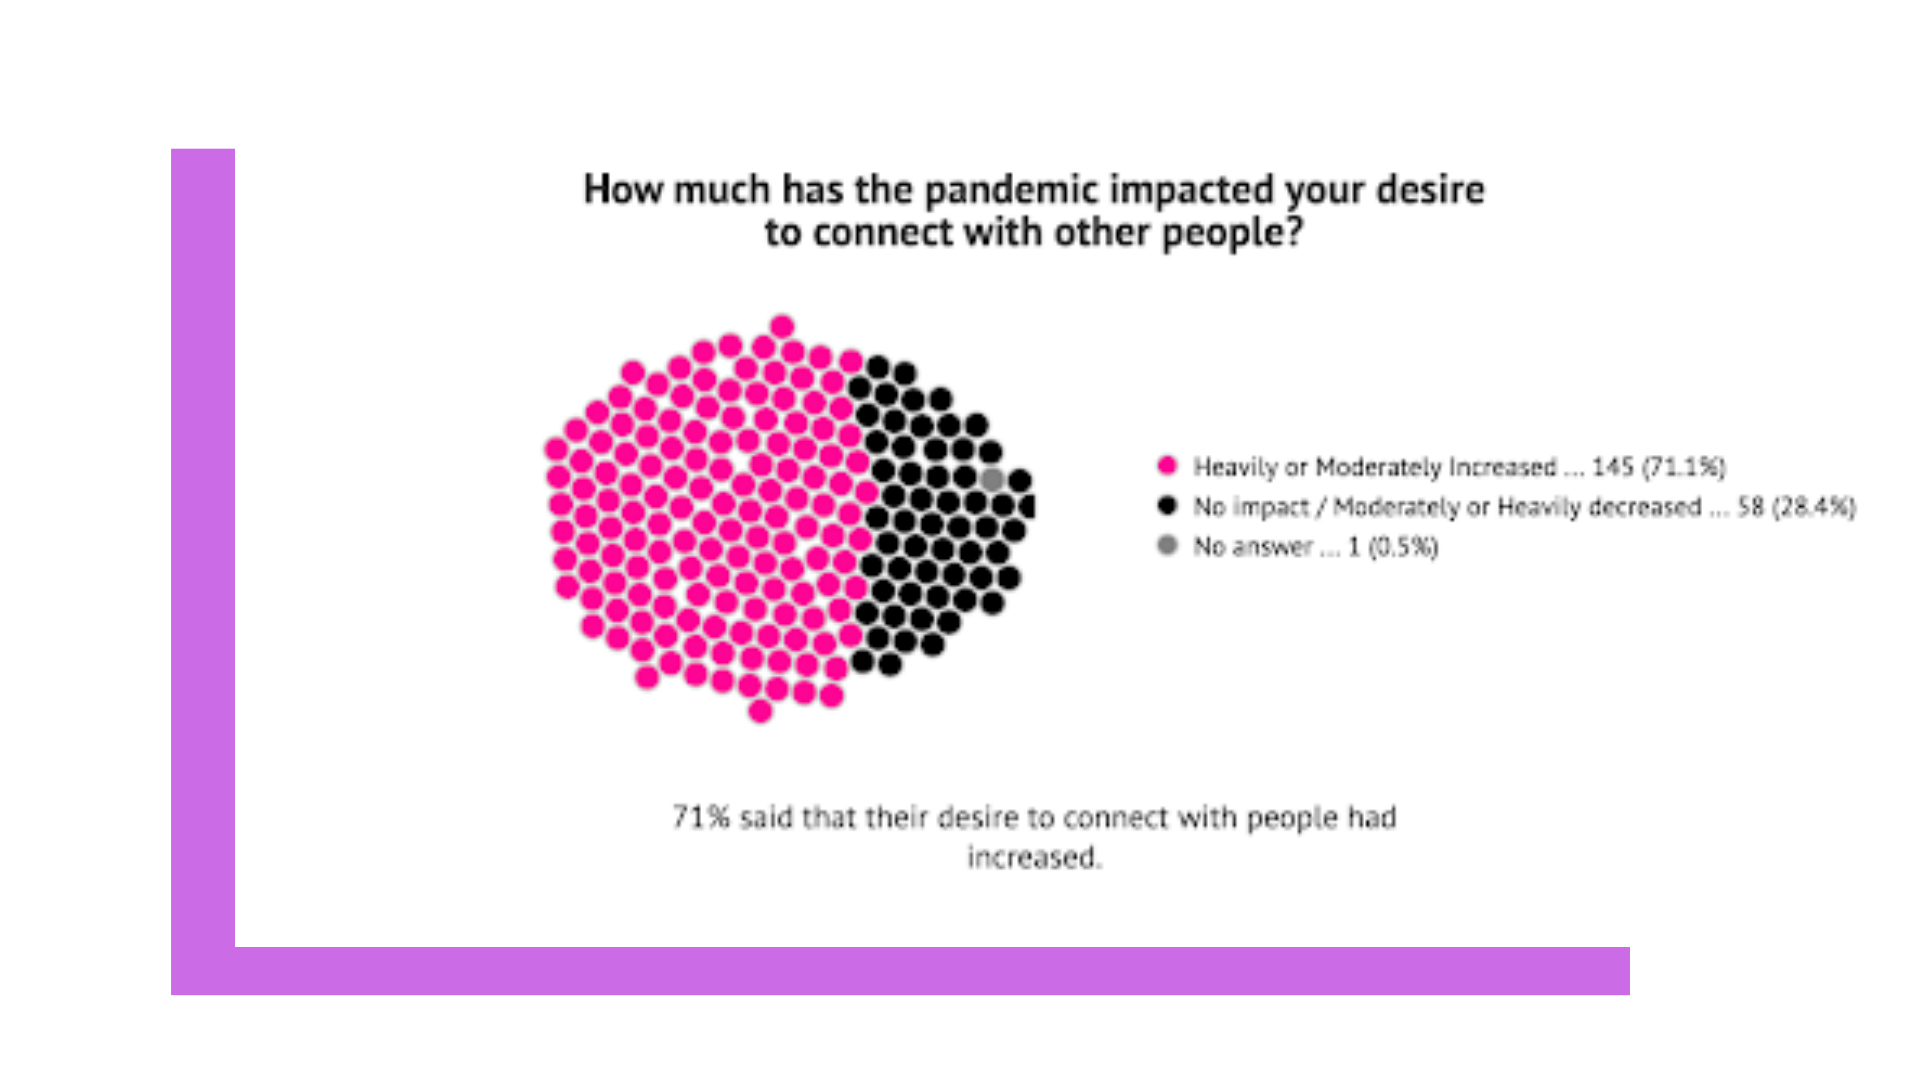 How much has the pandemic impacted your desire
to connect with other people?
Heavily or Moderately Increased ... 145 (71.1%)
No impact / Moderately or Heavily decreased ... 58 (28.4%)
No answer ... 1 (0.5%)
71% said that their desire to connect with people had
increased.